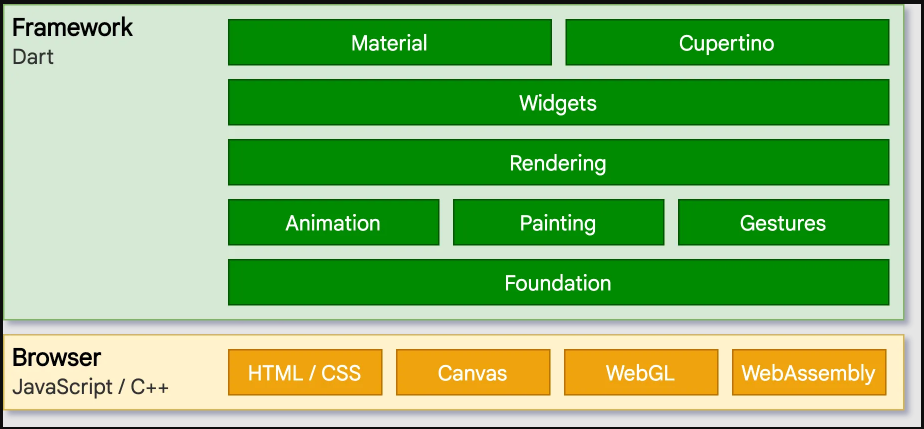 Framework
Dart
Material
Cupertino
Widgets
Rendering
Animation
Painting
Gestures
Foundation
Browser
JavaScript / C++
HTML / CSS
Canvas
WebGL
WebAssembly